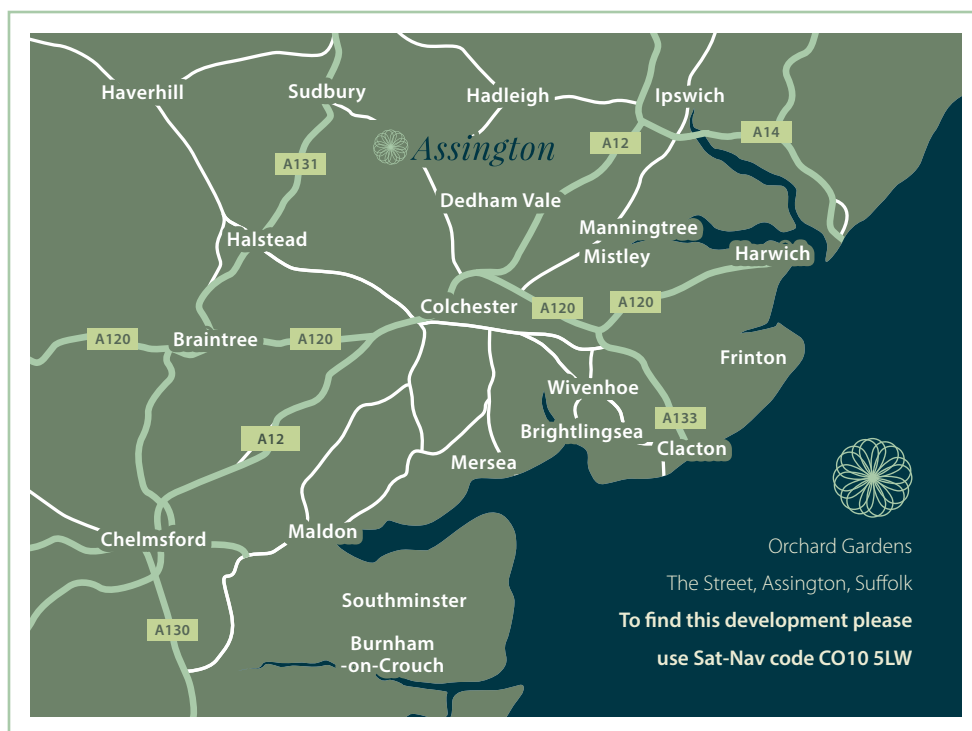 Haverhill
Sudbury
Hadleigh
Ipswich
A14
A12
Assington
A131
Dedham Vale
Manningtree
Halstead
Mistley
Harwich
Colchester
A120
A120
A120
Braintree
A120
Frinton
Wivenhoe
A133
Brightlingsea
A12
Clacton
Mersea
Maldon
Chelmsford
Orchard Gardens
The Street, Assington, Suffolk
Southminster
To find this development please
A130
Burnham
-on-Crouch
use Sat-Nav code CO10 5LW